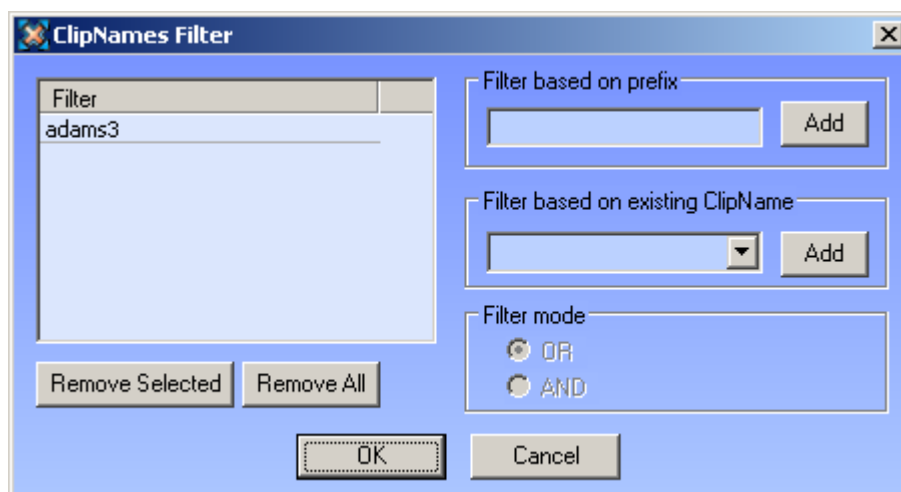 ClipNames Filter
Filter
adams3
Remove Selected
Remove All
Filter based on prefix
Add
Filter based on existing ClipName
Add
Filter mode
OR
AND
OK
Cancel